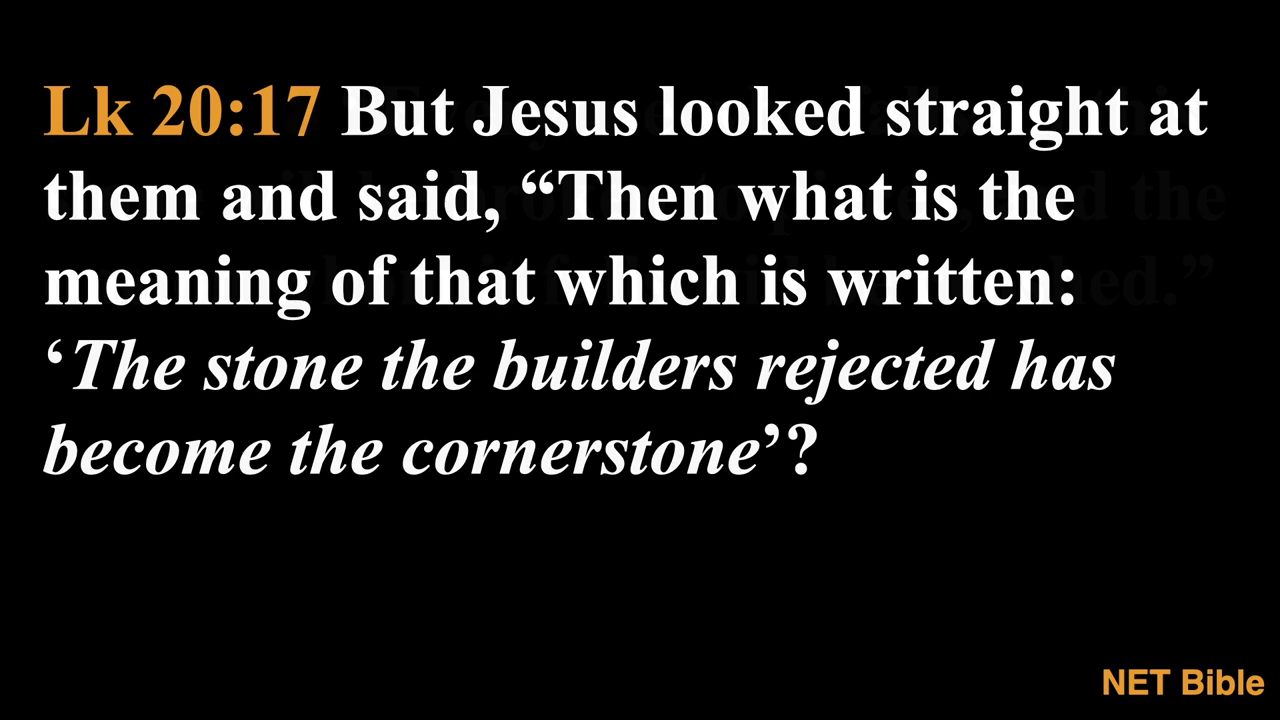 Lk 20:17 But Jesus looked straight at
them and said, “Then what is the
meaning of that which is written:
‘The stone the builders rejected has
become the cornerstone’?
NET Bible